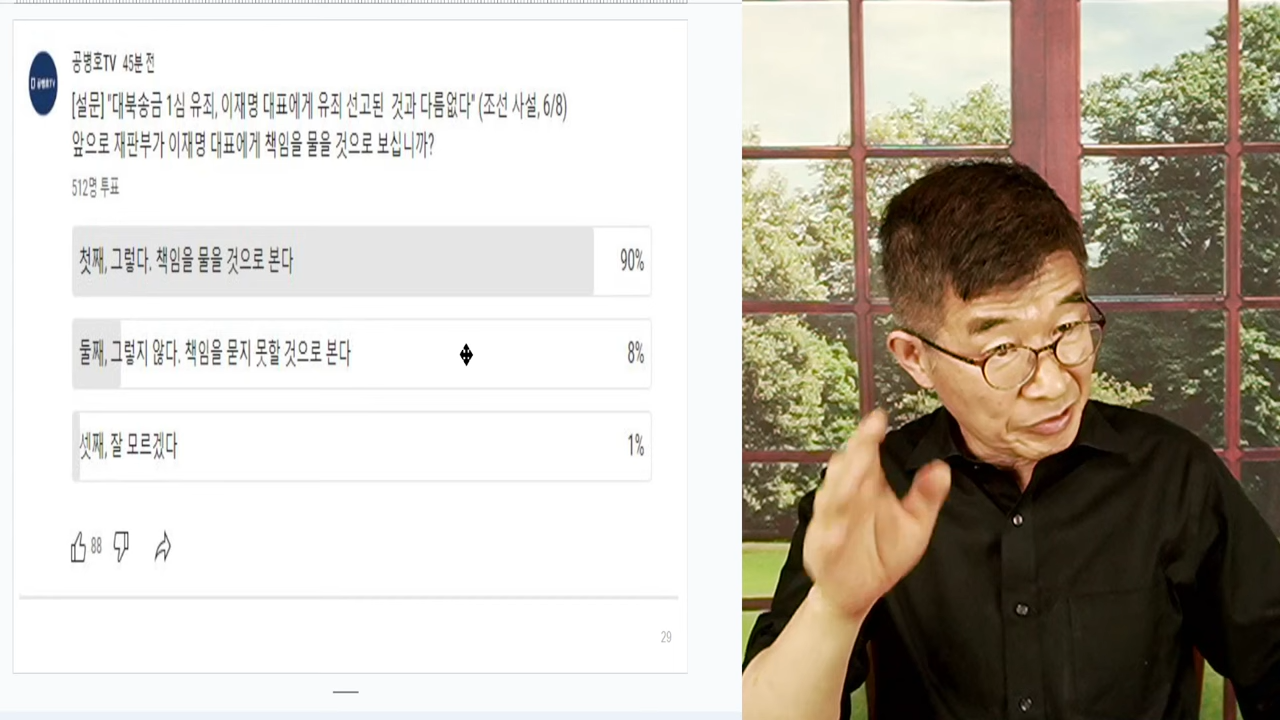 공병호TV 45분 전
[설문] "대북송금 1심 유죄, 이재명 대표에게 유죄 선고된 것과 다름없다" (조선 사설, 6/8)
앞으로 재판부가 이재명 대표에게 책임을 물을 것으로 보십니까?
512명 투표
첫째, 그렇다. 책임을 물을 것으로 본다 90%
둘째, 그렇지 않다. 책임을 묻지 못할 것으로 본다 8%
셋째, 잘 모르겠다 1%
88
29